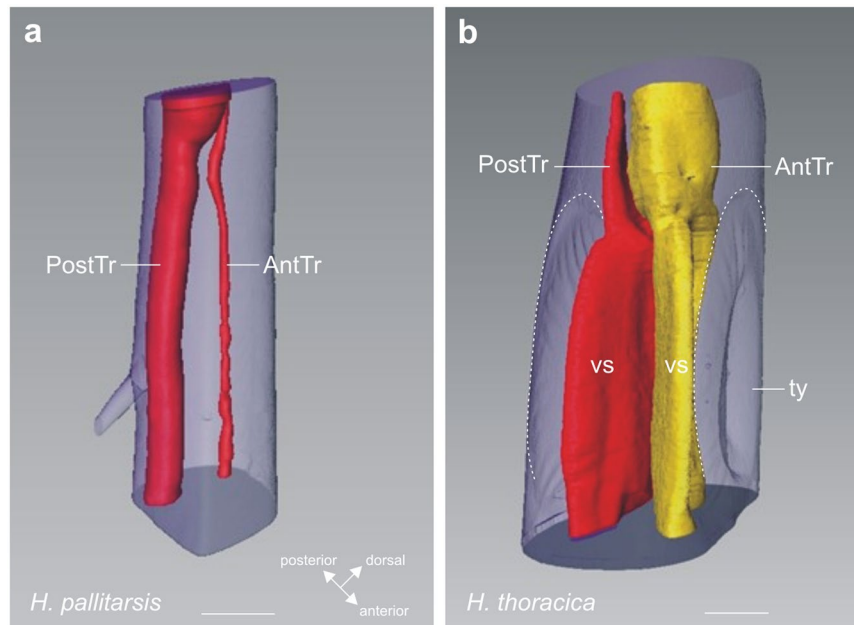 a
PostTr
AntTr
posterior
dorsal
anterior
H. pallitarsis
b
PostTr
AntTr
vs
vs
ty
H. thoracica